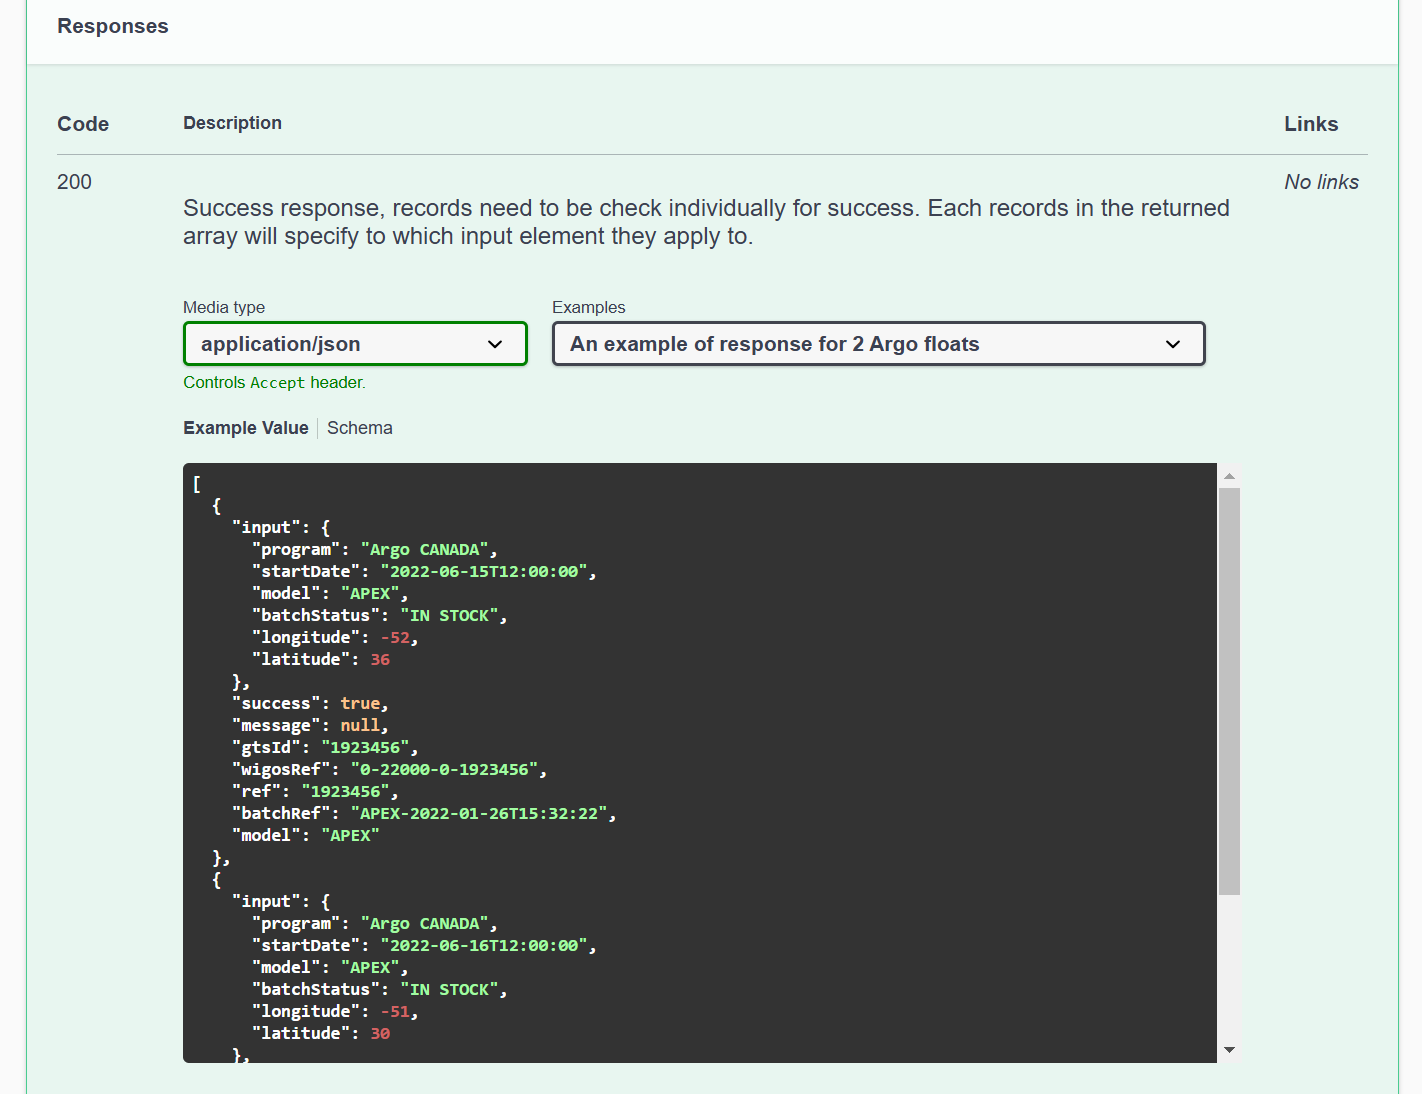 Responses
Code Description Links
200 No links
Success response, records need to be check individually for success. Each records in the returned
array will specify to which input element they apply to.
Media type Examples
application/json An example of response for 2 Argo floats
Controls Accept header.
Example Value Schema
[
  {
    "input": {
      "program": "Argo CANADA",
      "startDate": "2022-06-15T12:00:00",
      "model": "APEX",
      "batchStatus": "IN STOCK",
      "longitude": -52,
      "latitude": 36
    },
    "success": true,
    "message": null,
    "gtsId": "1923456",
    "wigosRef": "0-22000-0-1923456",
    "ref": "1923456",
    "batchRef": "APEX-2022-01-26T15:32:22",
    "model": "APEX"
  },
  {
    "input": {
      "program": "Argo CANADA",
      "startDate": "2022-06-16T12:00:00",
      "model": "APEX",
      "batchStatus": "IN STOCK",
      "longitude": -51,
      "latitude": 30
    },